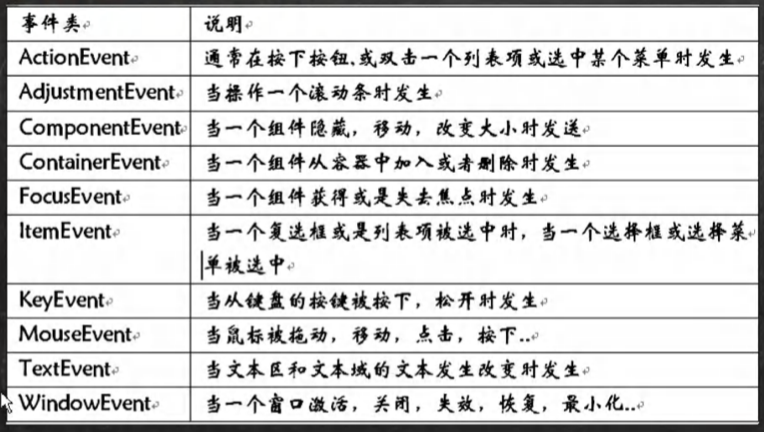 事件类 说明
ActionEvent 通常在按下按钮,或双击一个列表项或选中某个菜单时发生
AdjustmentEvent 当操作一个滚动条时发生
ComponentEvent 当一个组件隐藏，移动，改变大小时发送
ContainerEvent 当一个组件从容器中加入或者删除时发生
FocusEvent 当一个组件获得或是失去焦点时发生
ItemEvent 当一个复选框或是列表项被选中时，当一个选择框或选择菜
单被选中
KeyEvent 当从键盘的按键被按下，松开时发生
MouseEvent 当鼠标被拖动，移动，点击，按下..
TextEvent 当文本区和文本域的文本发生改变时发生
WindowEvent 当一个窗口激活，关闭，失效，恢复，最小化..